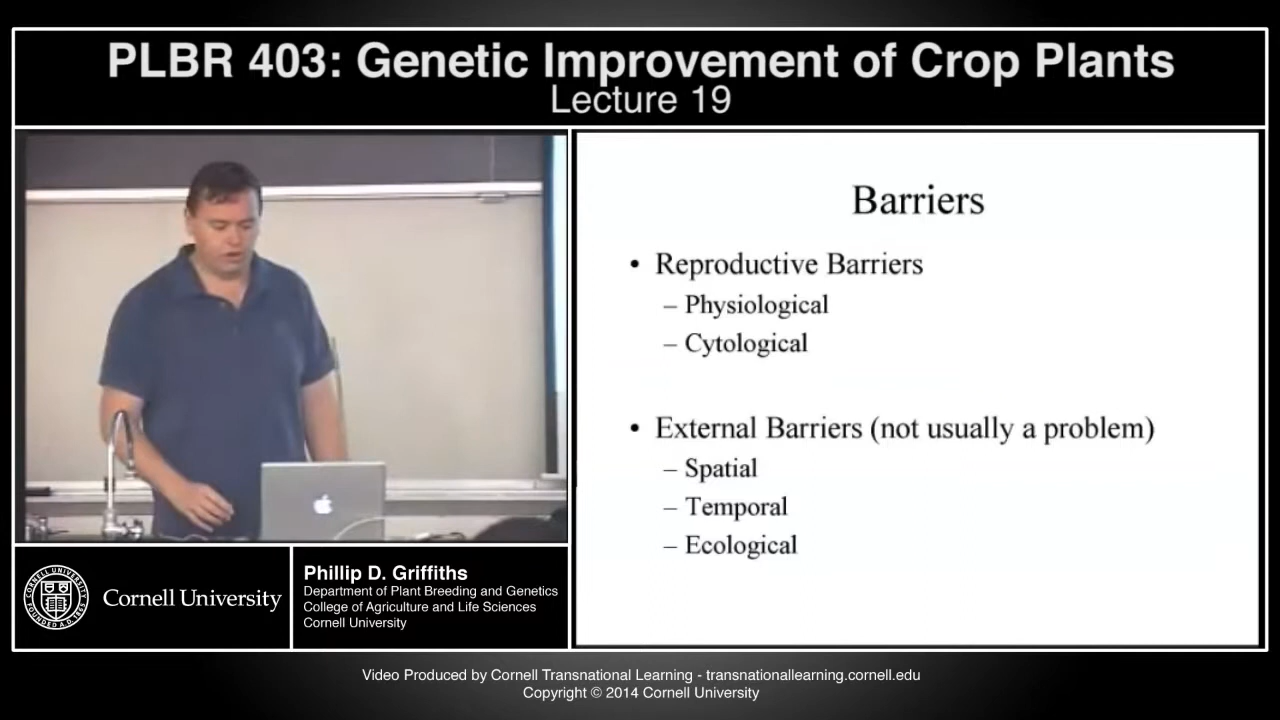 PLBR 403: Genetic Improvement of Crop Plants
Lecture 19
Barriers
• Reproductive Barriers
– Physiological
– Cytological
• External Barriers (not usually a problem)
– Spatial
– Temporal
– Ecological
Cornell University
Phillip D. Griffiths
Department of Plant Breeding and Genetics
College of Agriculture and Life Sciences
Cornell University
Video Produced by Cornell Transnational Learning - transnationallearning.cornell.edu
Copyright © 2014 Cornell University